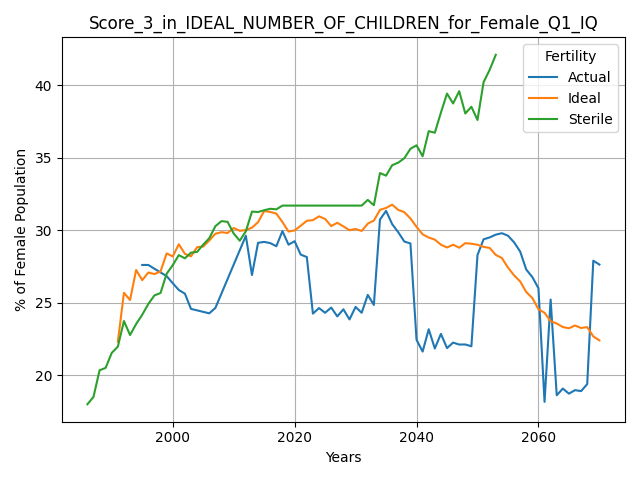 Score_3_in_IDEAL_NUMBER_OF_CHILDREN_for_Female_Q1_IQ
Fertility
Actual
Ideal
Sterile
% of Female Population
40
35
30
25
20
2000
2020
2040
2060
Years